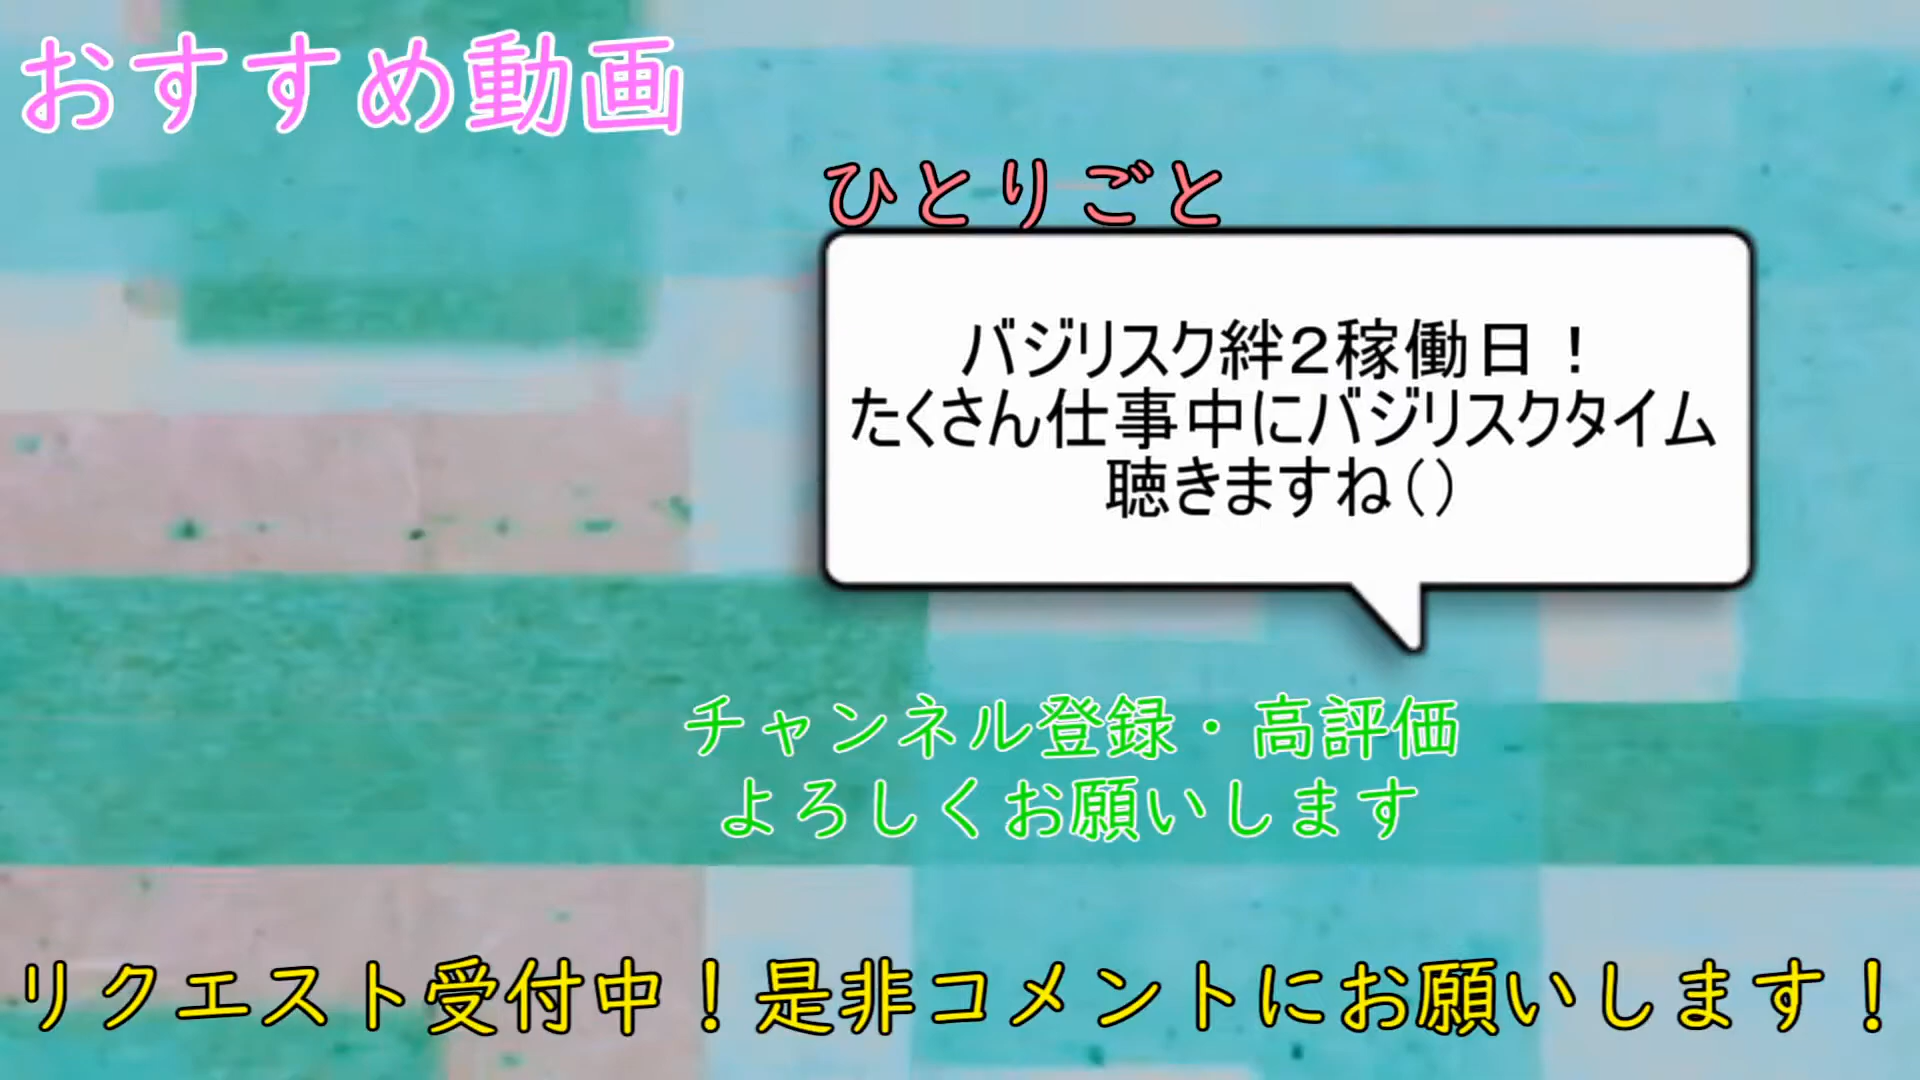 おすすめ動画
ひとりごと
バジリスク絆２稼働日！
たくさん仕事中にバジリスクタイム
聴きますね（）
チャンネル登録・高評価
よろしくお願いします
リクエスト受付中！是非コメントにお願いします！